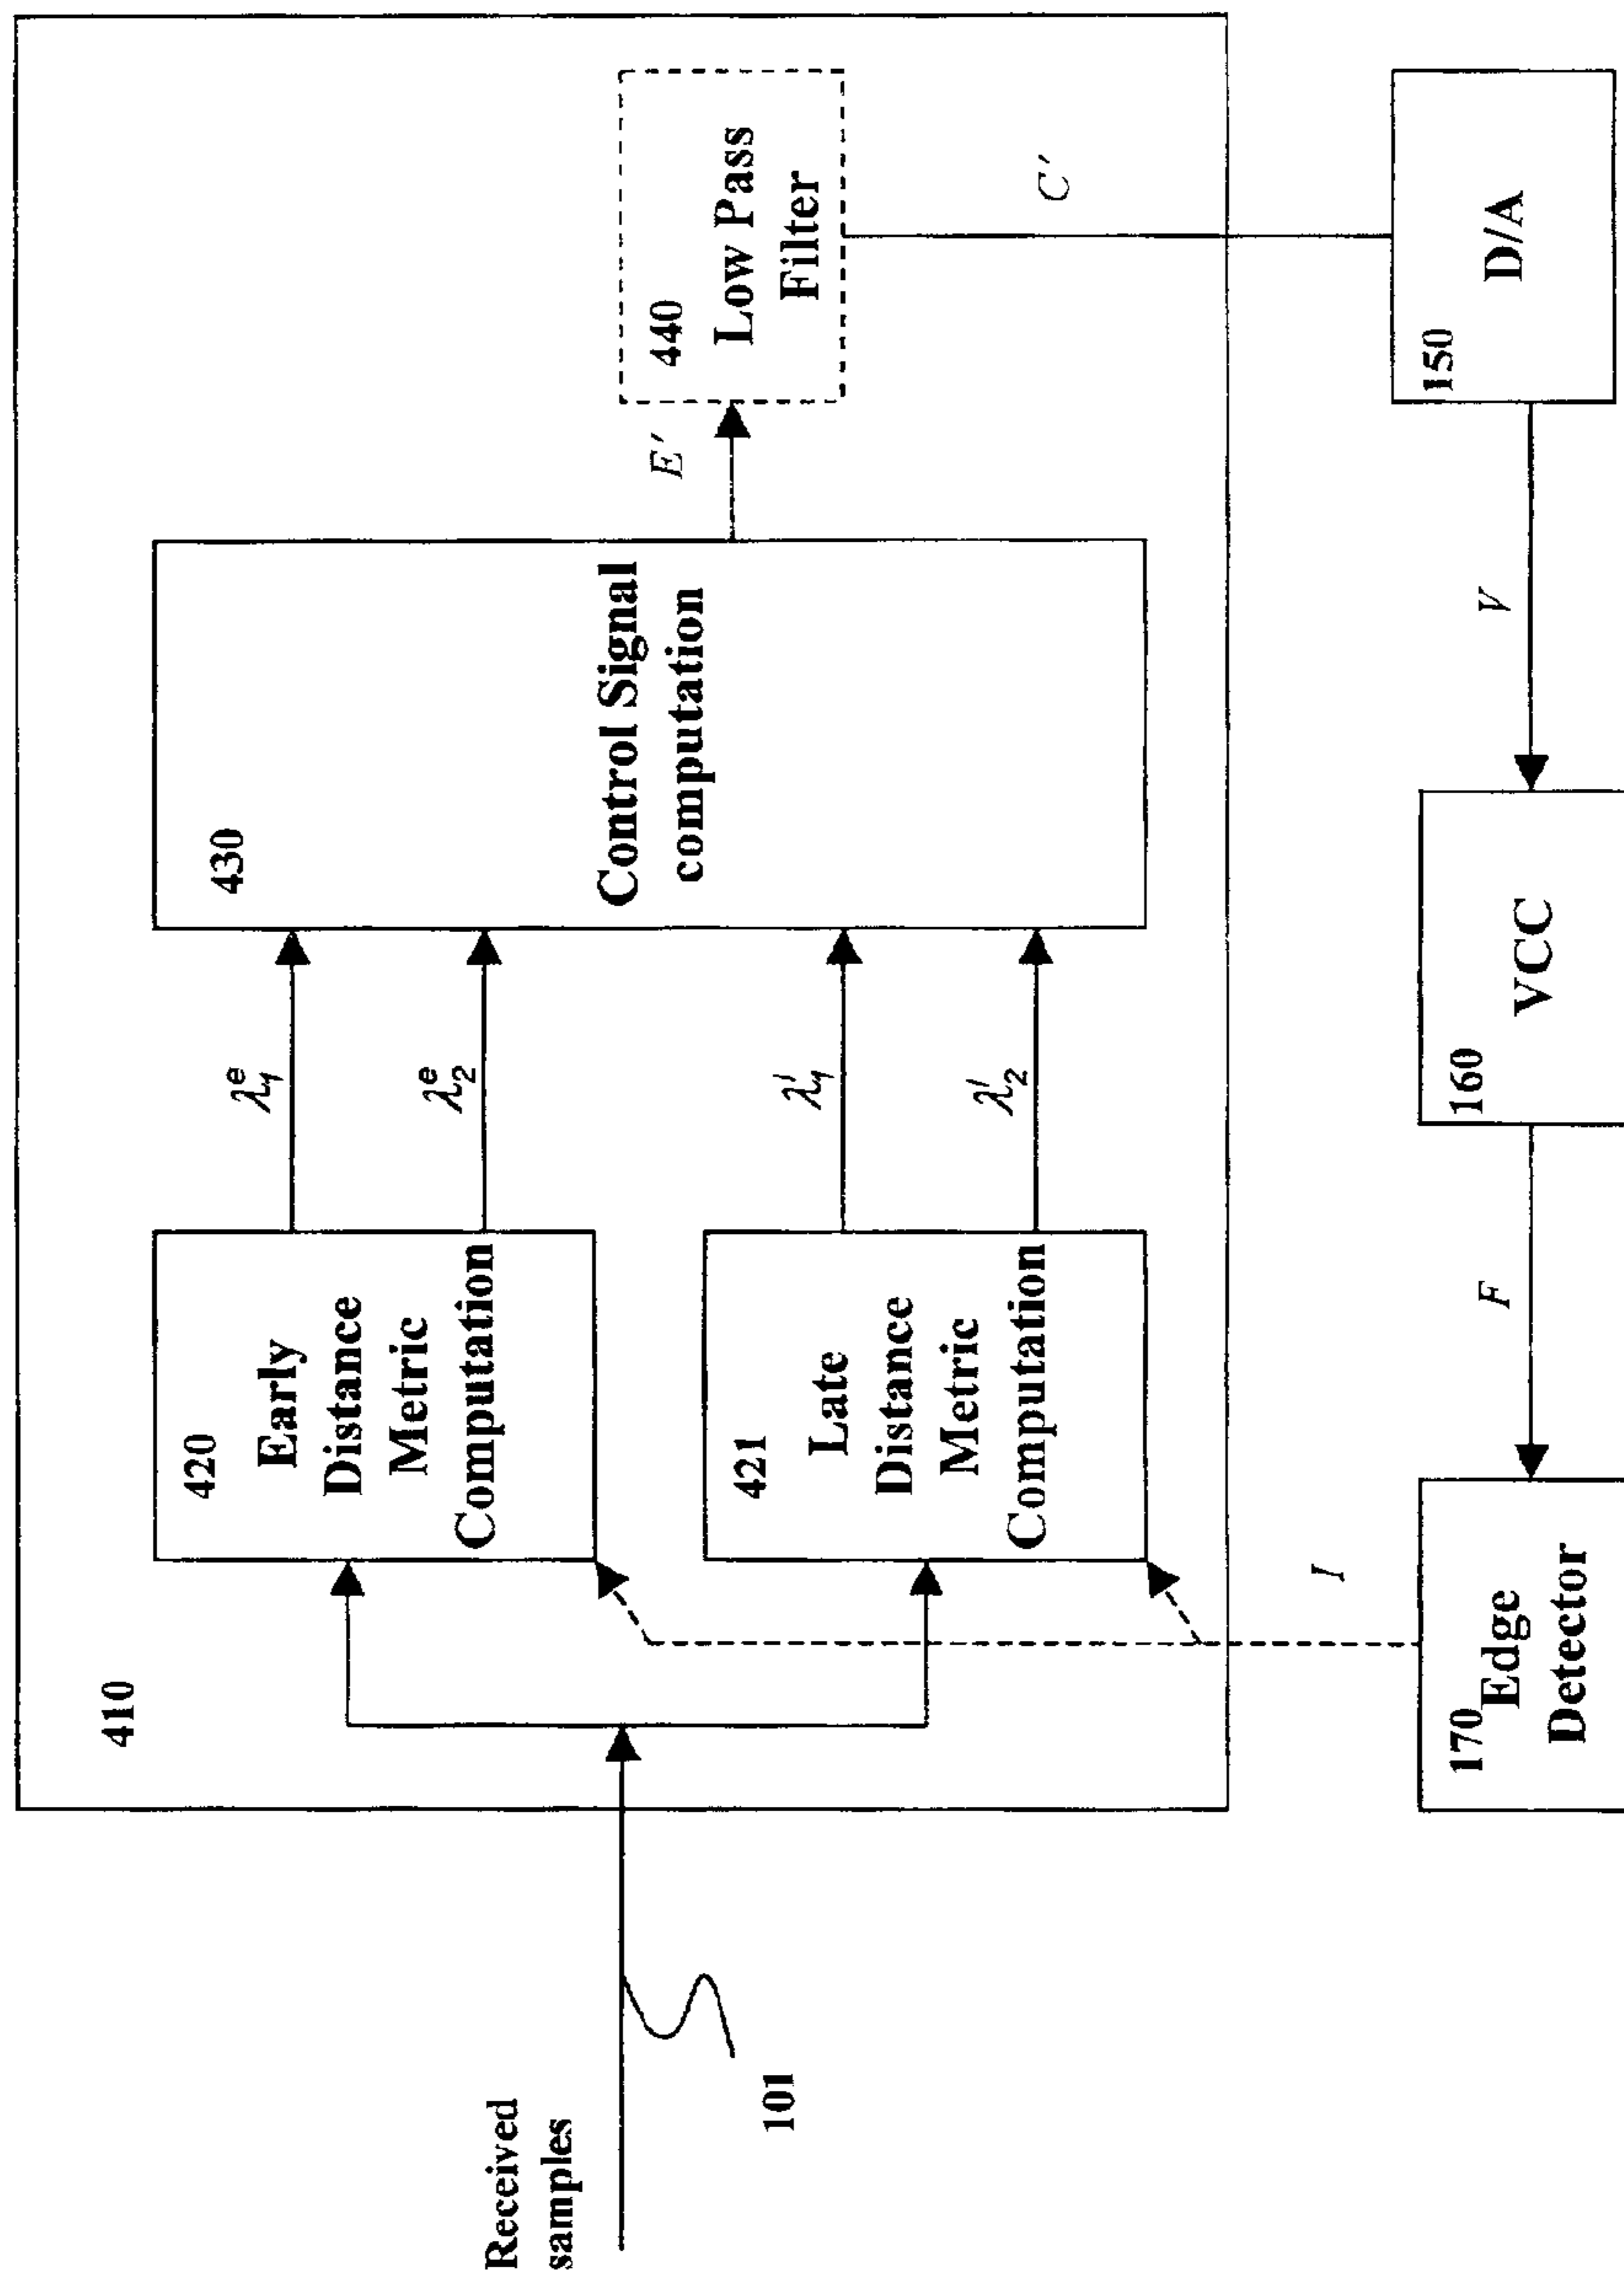 410
Received
samples
101
420
Early
Distance
Metric
Computation
421
Late
Distance
Metric
Computation
λ₁ᵉ
λ₂ᵉ
λ₁ˡ
λ₂ˡ
430
Control Signal
computation
E′
440
Low Pass
Filter
C′
I
170
Edge
Detector
F
160
VCC
V
150
D/A